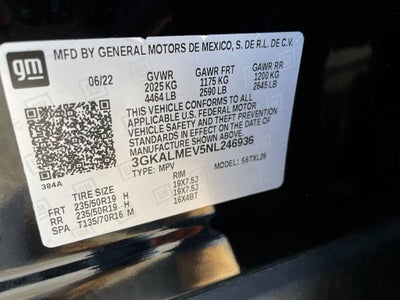 MFD BY GENERAL MOTORS DE MEXICO, S. DE R.L. DE C.V.
gm
06/22 GVWR GAWR FRT GAWR RR
2025 KG 1175 KG 1200 KG
4464 LB 2590 LB 2645 LB
THIS VEHICLE CONFORMS TO ALL
APPLICABLE U.S. FEDERAL MOTOR
VEHICLE SAFETY, BUMPER, AND THEFT PREVENTION
STANDARDS IN EFFECT ON THE DATE OF
MANUFACTURE SHOWN ABOVE.
3GKALMEV5NL246936
TYPE: MPV 56TXL26
384A
TIRE SIZE RIM
FRT 235/50R19 H 19X7.5J
RR 235/50R19 H 19X7.5J
SPA T135/70R16 M 16X4BT